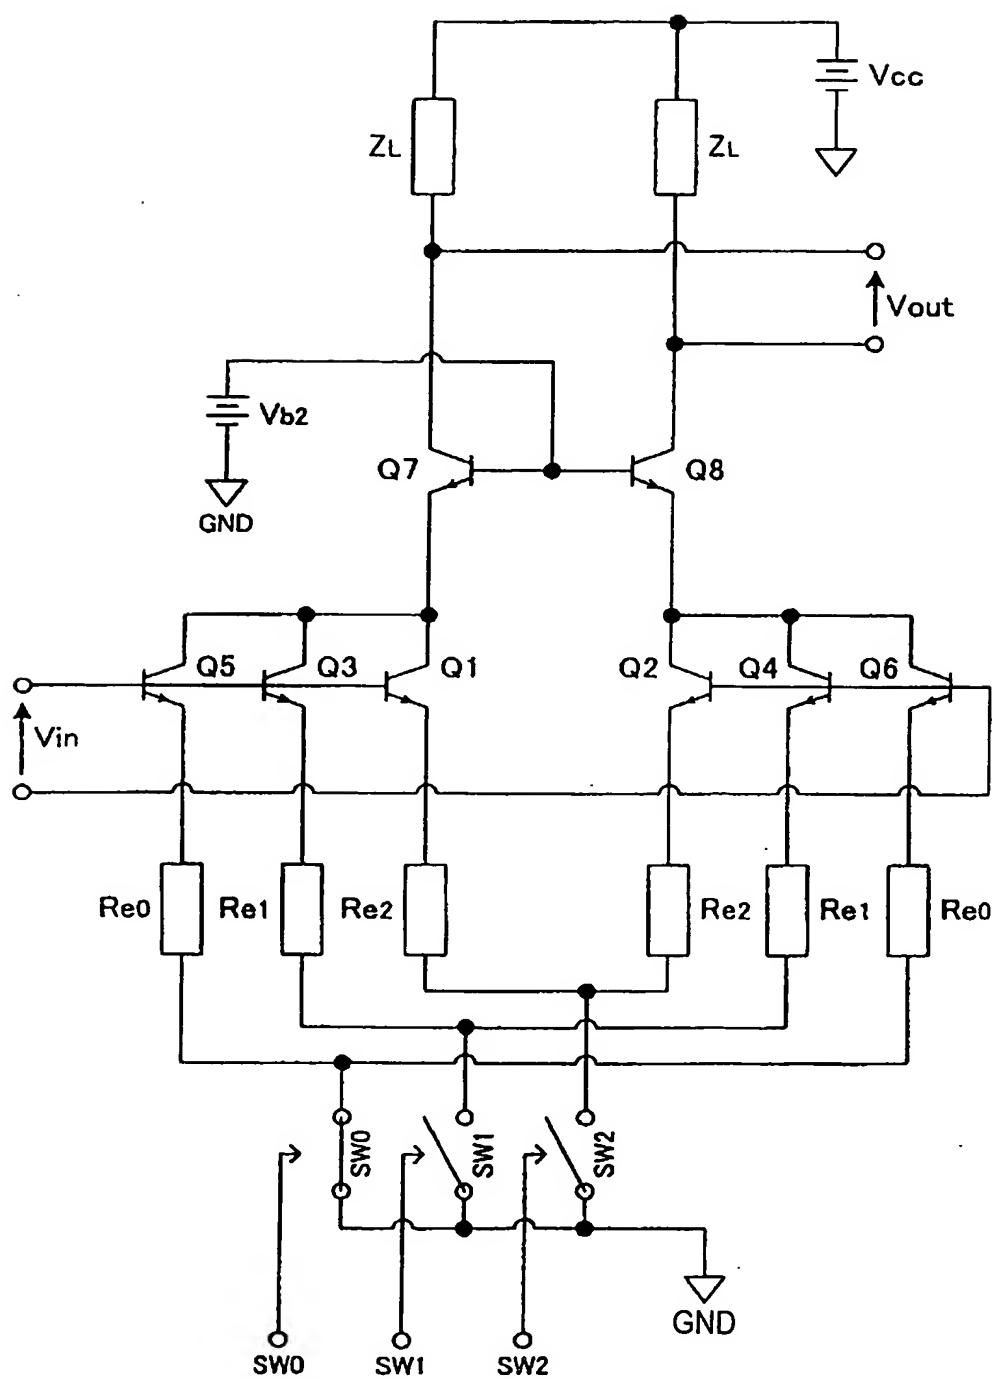 Vcc
ZL
ZL
Vout
Vb2
Q7
Q8
GND
Q5
Q3
Q1
Q2
Q4
Q6
Vin
Re0
Re1
Re2
Re2
Re1
Re0
SW0
SW1
SW2
GND
SW0
SW1
SW2